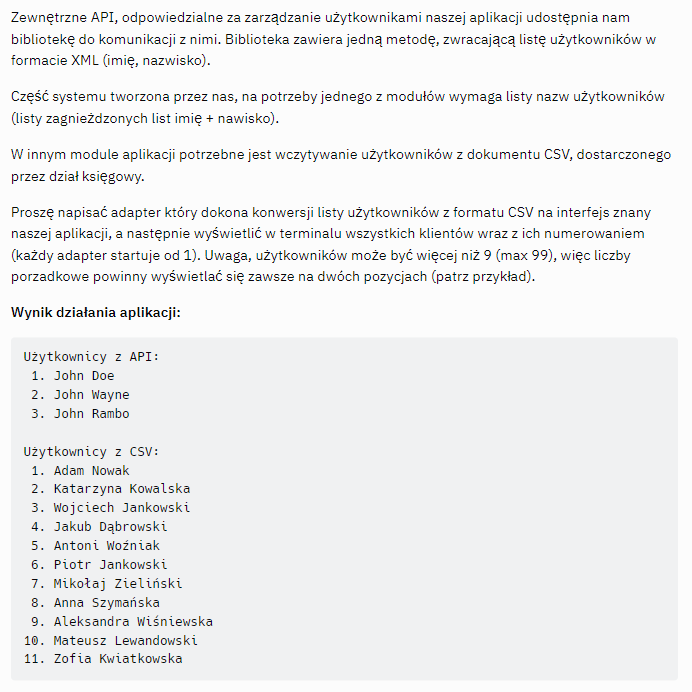 Zewnętrzne API, odpowiedzialne za zarządzanie użytkownikami naszej aplikacji udostępnia nam
bibliotekę do komunikacji z nimi. Biblioteka zawiera jedną metodę, zwracającą listę użytkowników w
formacie XML (imię, nazwisko).
Część systemu tworzona przez nas, na potrzeby jednego z modułów wymaga listy nazw użytkowników
(listy zagnieżdzonych list imię + nawisko).
W innym module aplikacji potrzebne jest wczytywanie użytkowników z dokumentu CSV, dostarczonego
przez dział księgowy.
Proszę napisać adapter który dokona konwersji listy użytkowników z formatu CSV na interfejs znany
naszej aplikacji, a następnie wyświetlić w terminalu wszystkich klientów wraz z ich numerowaniem
(każdy adapter startuje od 1). Uwaga, użytkowników może być więcej niż 9 (max 99), więc liczby
porzadkowe powinny wyświetlać się zawsze na dwóch pozycjach (patrz przykład).
Wynik działania aplikacji:
Użytkownicy z API:
1. John Doe
2. John Wayne
3. John Rambo
Użytkownicy z CSV:
1. Adam Nowak
2. Katarzyna Kowalska
3. Wojciech Jankowski
4. Jakub Dąbrowski
5. Antoni Woźniak
6. Piotr Jankowski
7. Mikołaj Zieliński
8. Anna Szymańska
9. Aleksandra Wiśniewska
10. Mateusz Lewandowski
11. Zofia Kwiatkowska